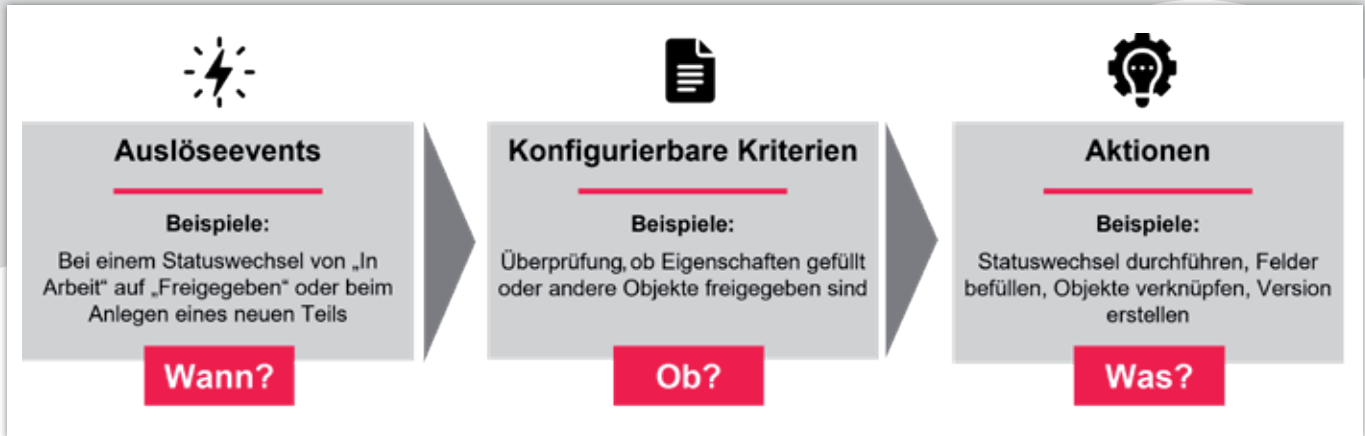 Auslöseevents
Beispiele:
Bei einem Statuswechsel von „In
Arbeit“ auf „Freigegeben“ oder beim
Anlegen eines neuen Teils
Wann?
Konfigurierbare Kriterien
Beispiele:
Überprüfung, ob Eigenschaften gefüllt
oder andere Objekte freigegeben sind
Ob?
Aktionen
Beispiele:
Statuswechsel durchführen, Felder
befüllen, Objekte verknüpfen, Version
erstellen
Was?